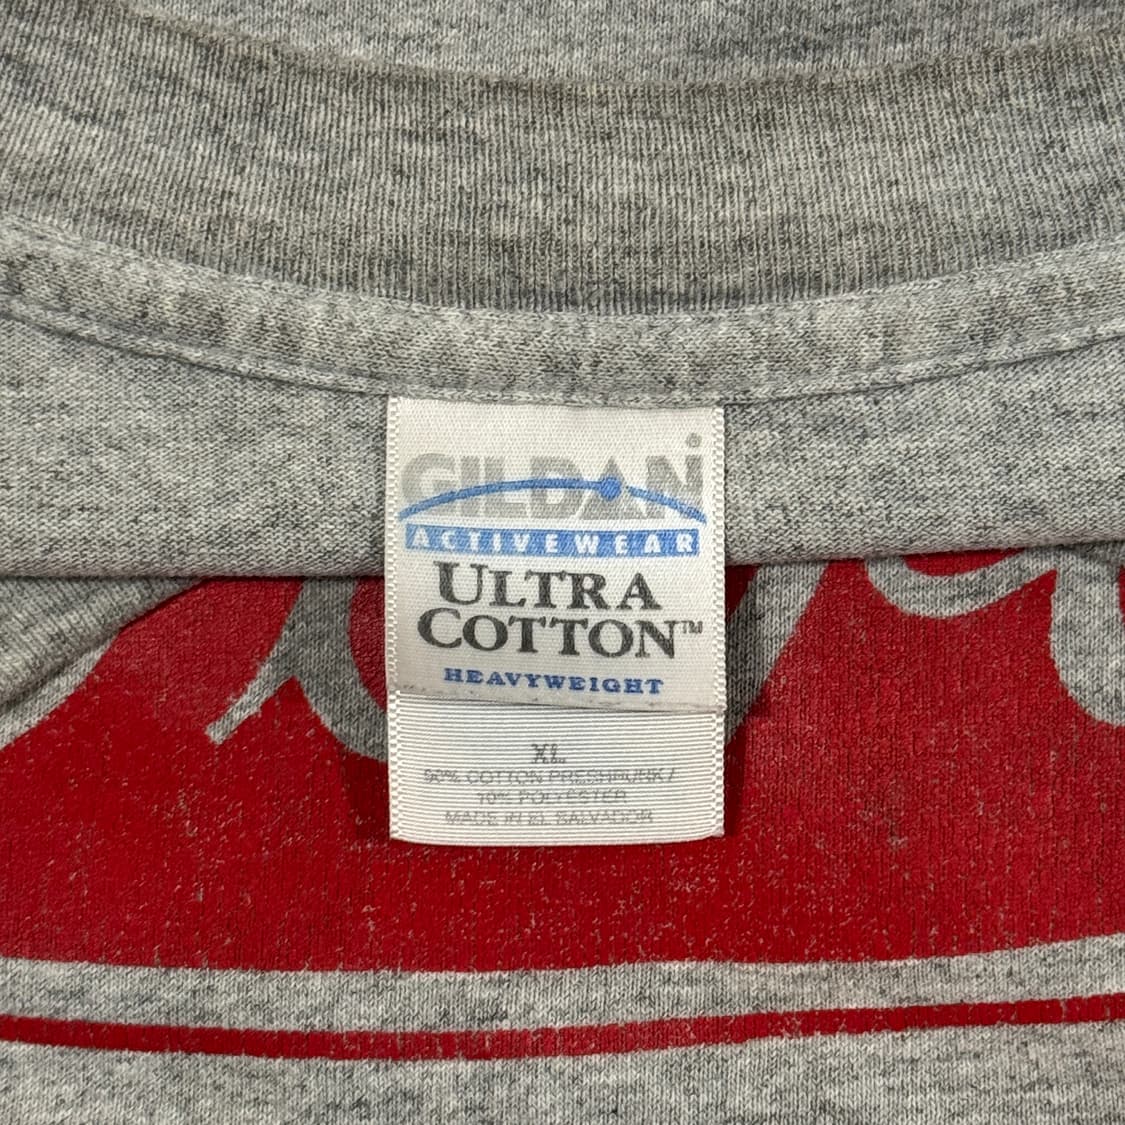 GILDAN®
ACTIVEWEAR
ULTRA
COTTON™
HEAVYWEIGHT
XL
90% COTTON PRESHRUNK/
10% POLYESTER
MADE IN EL SALVADOR